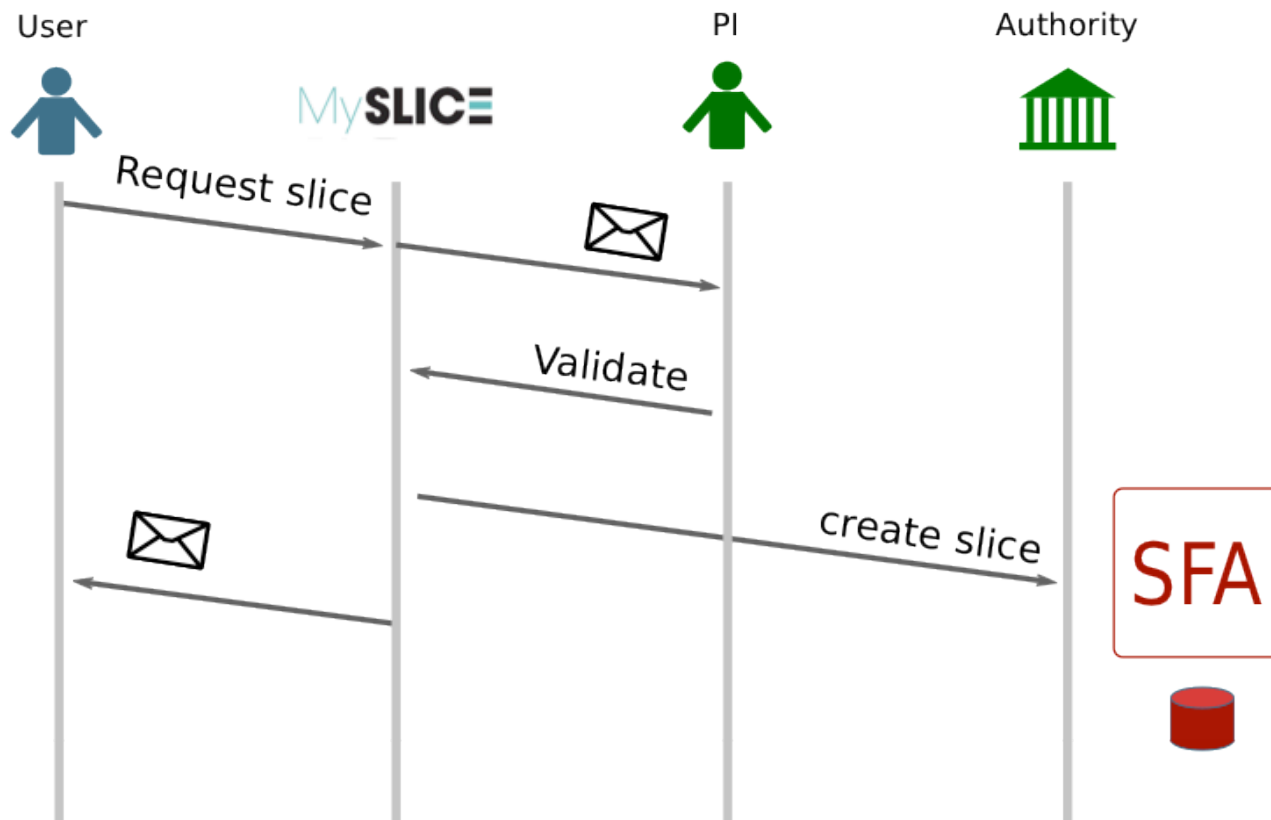 User
PI
Authority
MySLICE
Request slice
Validate
create slice
SFA